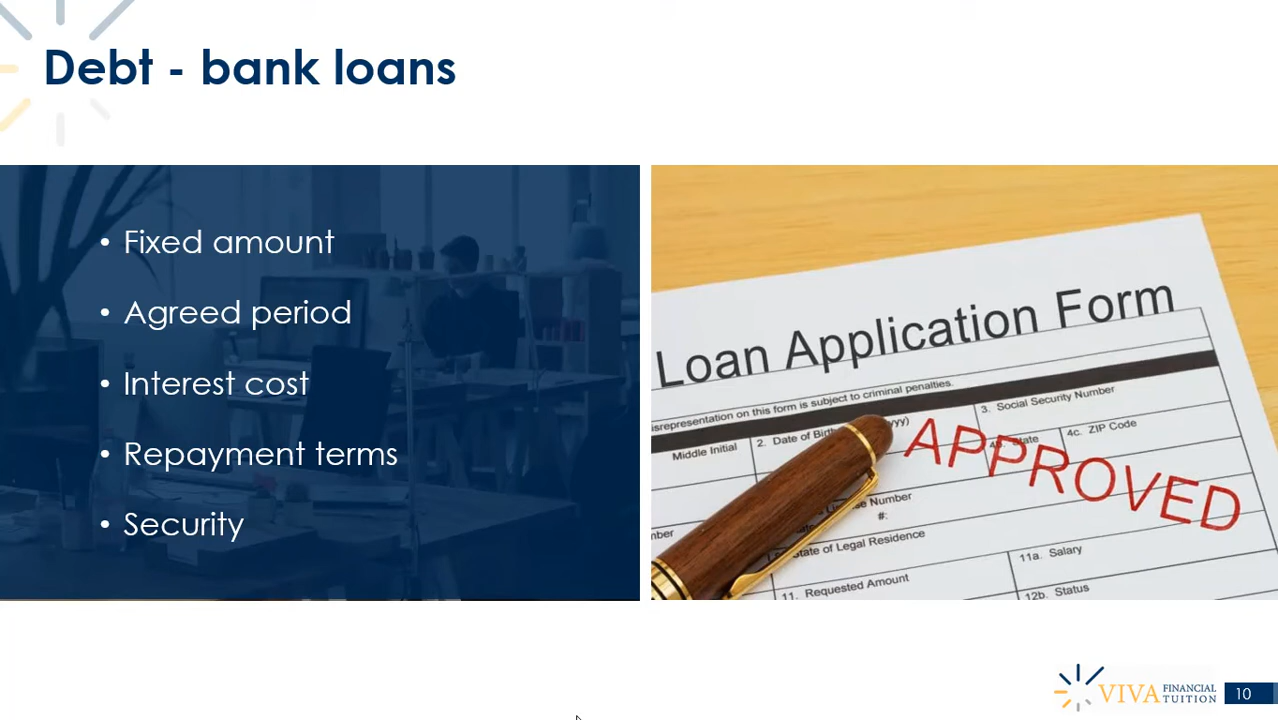 Debt - bank loans
• Fixed amount
• Agreed period
• Interest cost
• Repayment terms
• Security
Loan Application Form
isrepresentation on this form is subject to criminal penalties.
Middle Initial
2. Date of Birth
yyy)
3. Social Security Number
4c. ZIP Code
APPROVED
Number
#:
State of Legal Residence
11. Requested Amount
11a. Salary
12b. Status
VIVA FINANCIAL TUITION
10